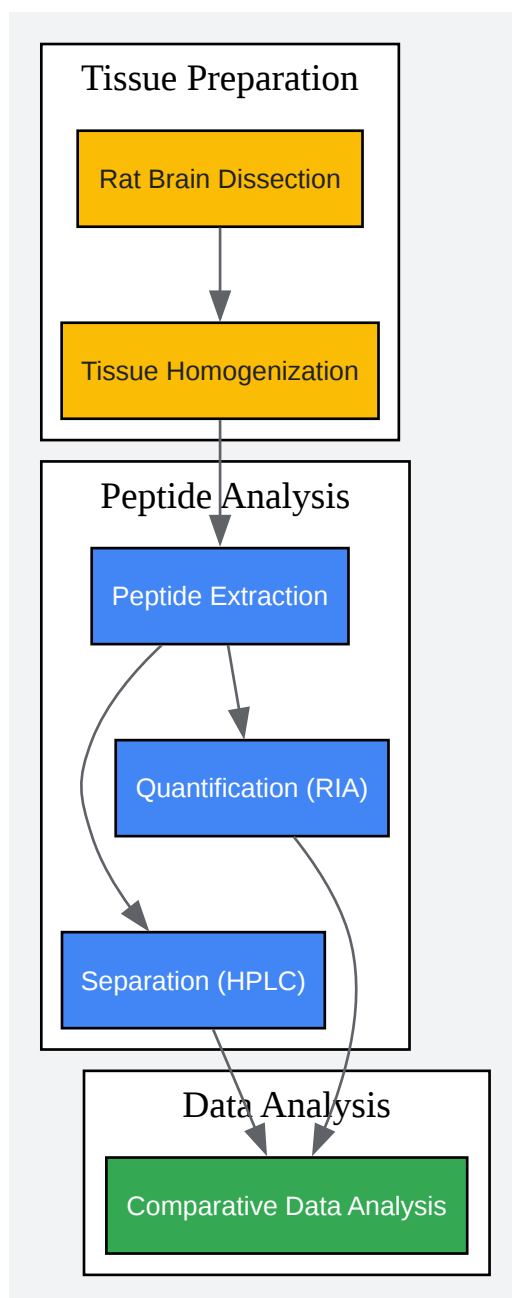 Tissue Preparation
Rat Brain Dissection
Tissue Homogenization
Peptide Analysis
Peptide Extraction
Quantification (RIA)
Separation (HPLC)
Data Analysis
Comparative Data Analysis